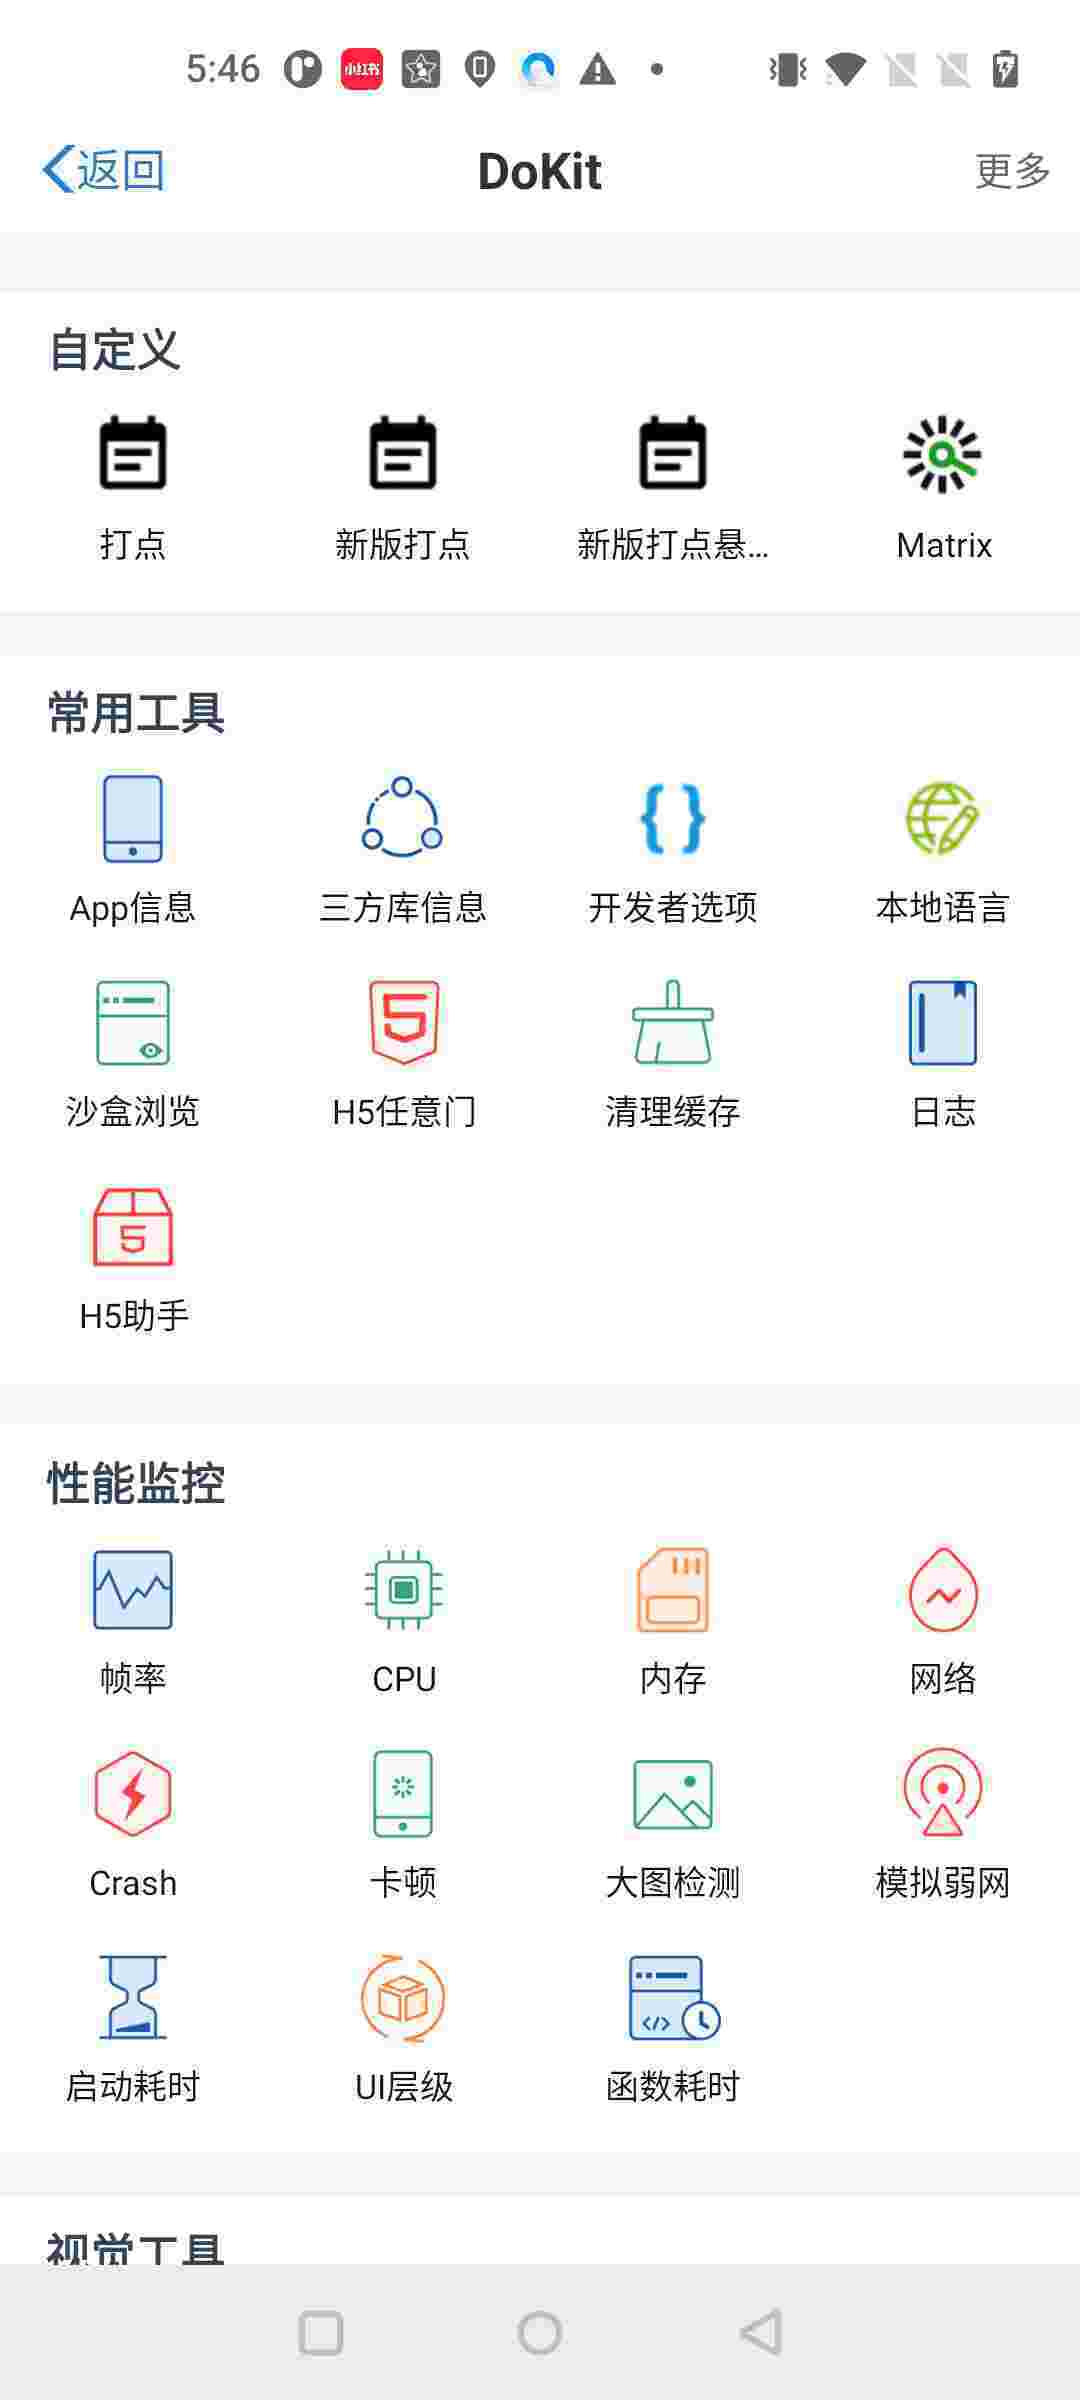 5:46 小红书
返回 DoKit 更多
自定义
打点 新版打点 新版打点悬... Matrix
常用工具
App信息 三方库信息 开发者选项 本地语言
沙盒浏览 H5任意门 清理缓存 日志
H5助手
性能监控
帧率 CPU 内存 网络
Crash 卡顿 大图检测 模拟弱网
启动耗时 UI层级 函数耗时
视觉工具